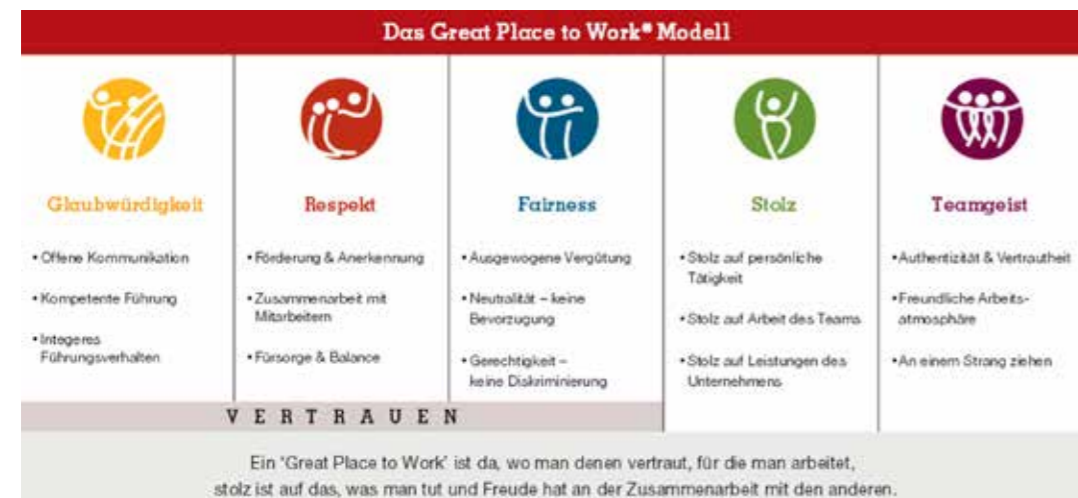 Das Great Place to Work® Modell
Glaubwürdigkeit
• Offene Kommunikation
• Kompetente Führung
• Integeres
Führungsverhalten
Respekt
• Förderung & Anerkennung
• Zusammenarbeit mit
Mitarbeitern
• Fürsorge & Balance
Fairness
• Ausgewogene Vergütung
• Neutralität – keine
Bevorzugung
• Gerechtigkeit –
keine Diskriminierung
Stolz
• Stolz auf persönliche
Tätigkeit
• Stolz auf Arbeit des Teams
• Stolz auf Leistungen des
Unternehmens
Teamgeist
• Authentizität & Vertrautheit
• Freundliche Arbeits-
atmosphäre
• An einem Strang ziehen
VERTRAUEN
Ein ‘Great Place to Work’ ist da, wo man denen vertraut, für die man arbeitet,
stolz ist auf das, was man tut und Freude hat an der Zusammenarbeit mit den anderen.